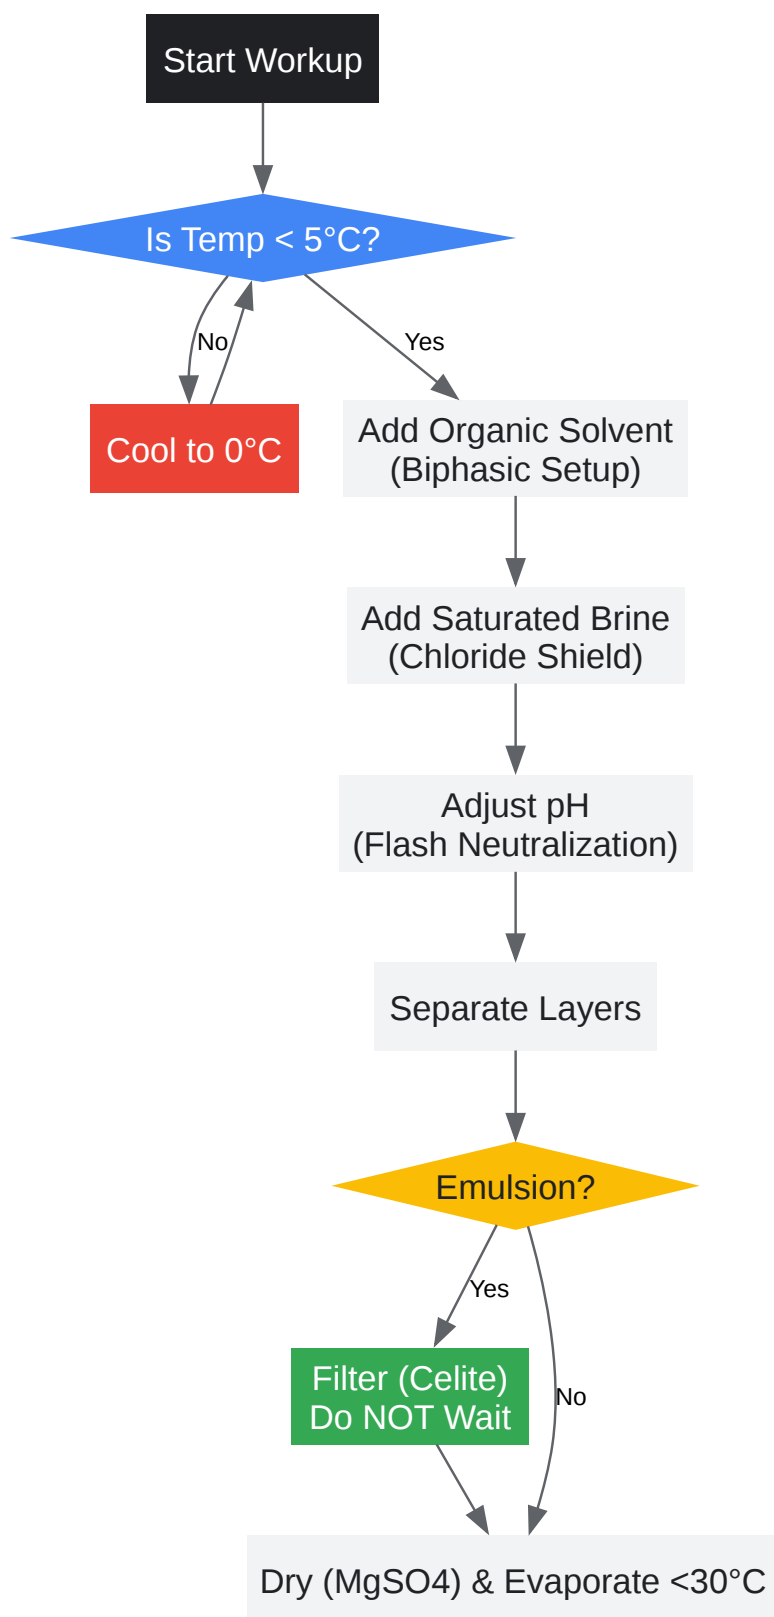 Start Workup
Is Temp < 5°C?
No
Yes
Cool to 0°C
Add Organic Solvent
(Biphasic Setup)
Add Saturated Brine
(Chloride Shield)
Adjust pH
(Flash Neutralization)
Separate Layers
Emulsion?
Yes
Filter (Celite)
Do NOT Wait
No
Dry (MgSO4) & Evaporate <30°C